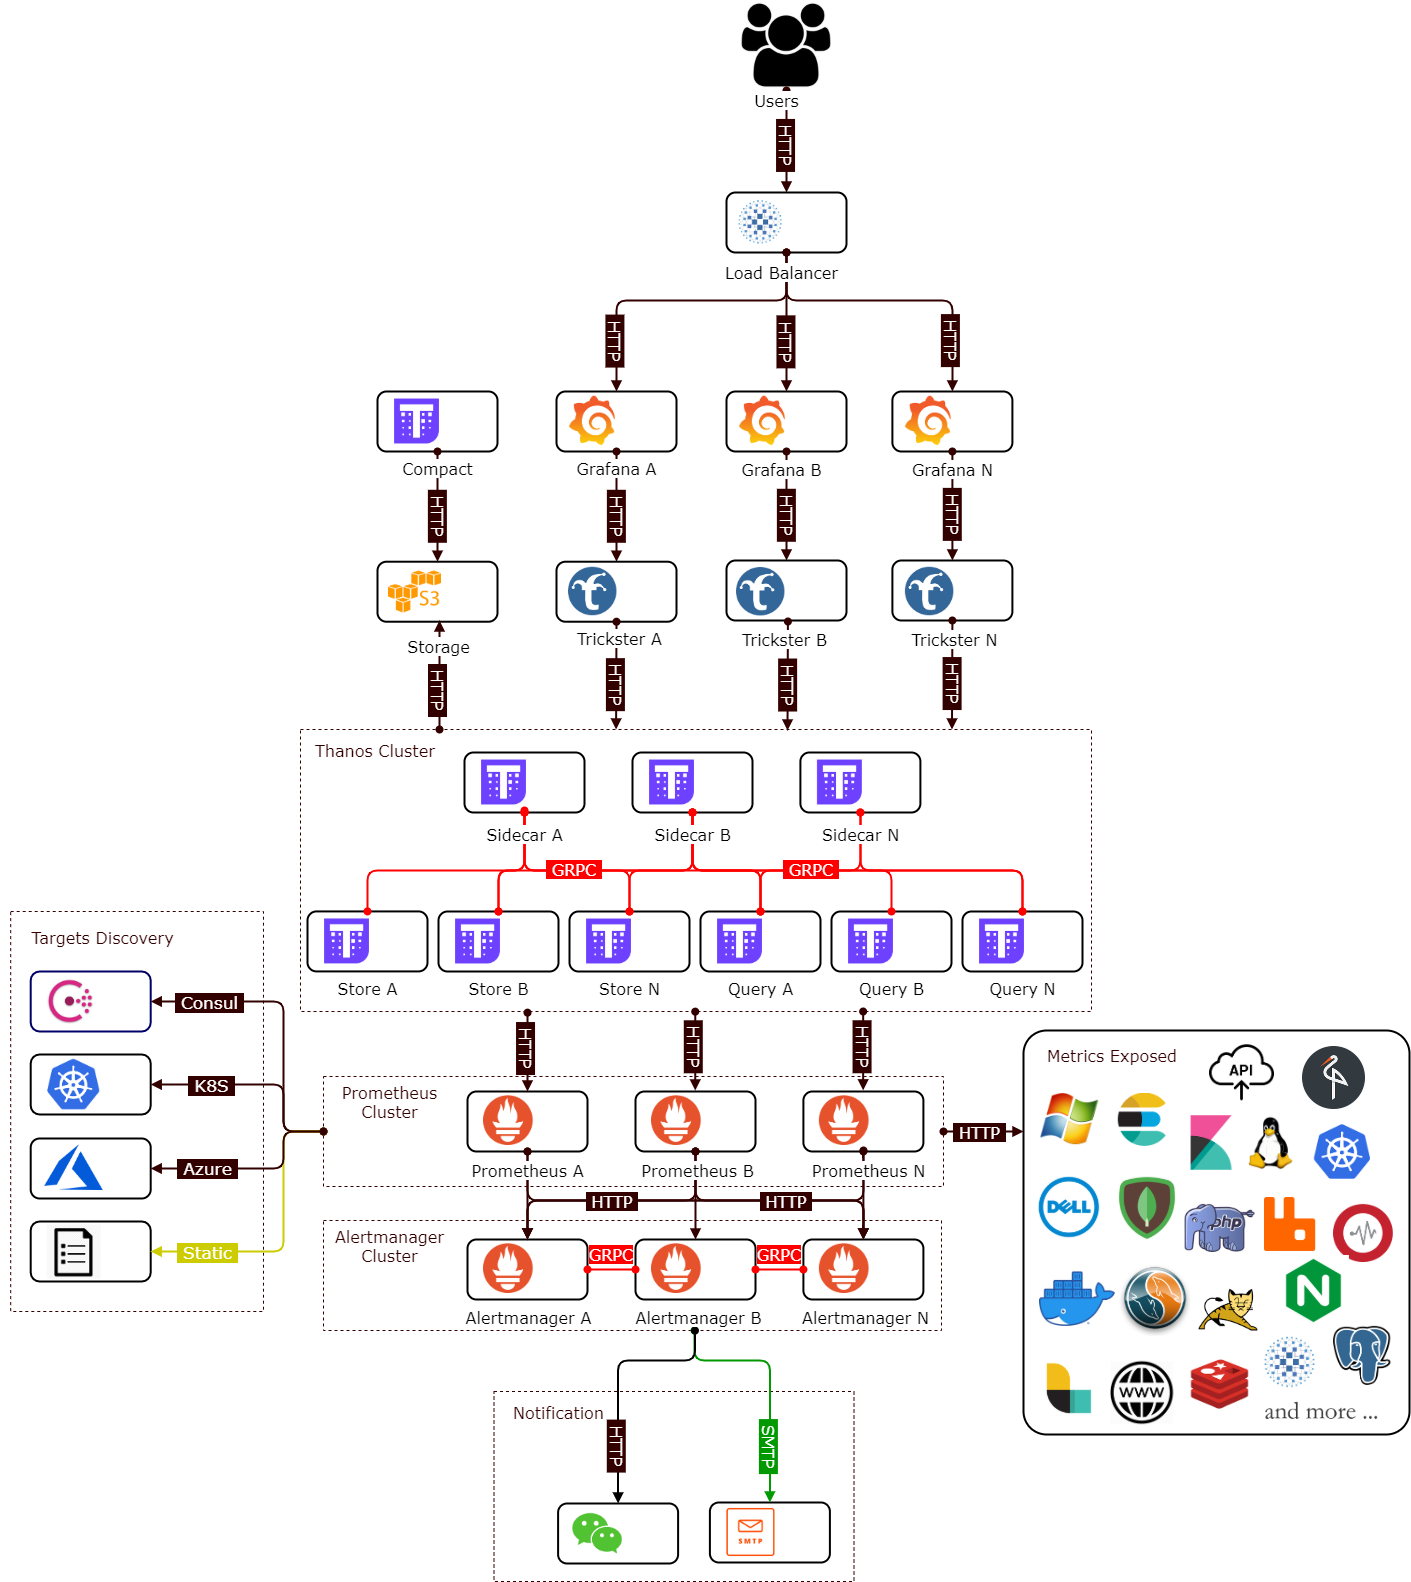 Users
HTTP
Load Balancer
HTTP
HTTP
HTTP
Compact
Grafana A
Grafana B
Grafana N
HTTP
HTTP
HTTP
HTTP
S3
Storage
Trickster A
Trickster B
Trickster N
HTTP
HTTP
HTTP
HTTP
Thanos Cluster
Sidecar A
Sidecar B
Sidecar N
GRPC
GRPC
Store A
Store B
Store N
Query A
Query B
Query N
Targets Discovery
Consul
K8S
Azure
Static
HTTP
HTTP
HTTP
Prometheus
Cluster
Prometheus A
Prometheus B
Prometheus N
HTTP
HTTP
HTTP
Alertmanager
Cluster
GRPC
GRPC
Alertmanager A
Alertmanager B
Alertmanager N
Metrics Exposed
API
DELL
php
N
WWW
and more ...
Notification
HTTP
SMTP
SMTP